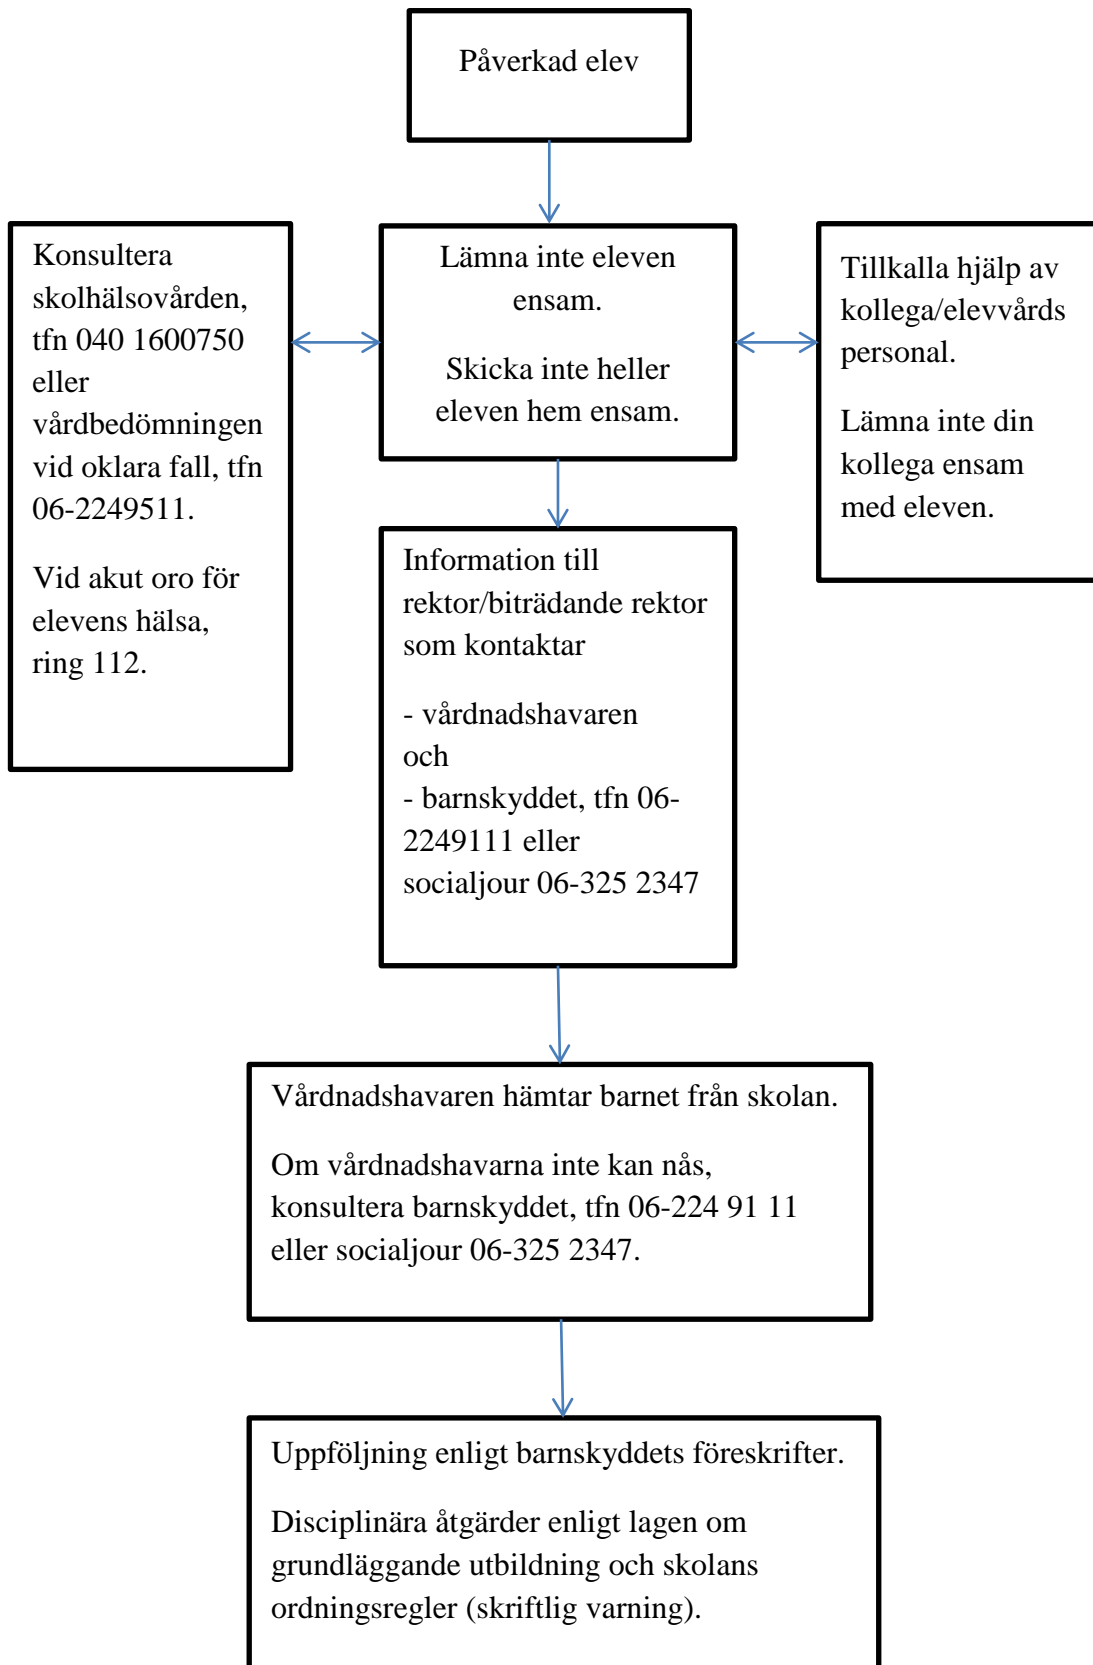 Påverkad elev
Konsultera
skolhälsovården,
tfn 040 1600750
eller
vårdbedömningen
vid oklara fall, tfn
06-2249511.
Vid akut oro för
elevens hälsa,
ring 112.
Lämna inte eleven
ensam.
Skicka inte heller
eleven hem ensam.
Tillkalla hjälp av
kollega/elevvårds
personal.
Lämna inte din
kollega ensam
med eleven.
Information till
rektor/biträdande rektor
som kontaktar
- vårdnadshavaren
och
- barnskyddet, tfn 06-
2249111 eller
socialjour 06-325 2347
Vårdnadshavaren hämtar barnet från skolan.
Om vårdnadshavarna inte kan nås,
konsultera barnskyddet, tfn 06-224 91 11
eller socialjour 06-325 2347.
Uppföljning enligt barnskyddets föreskrifter.
Disciplinära åtgärder enligt lagen om
grundläggande utbildning och skolans
ordningsregler (skriftlig varning).